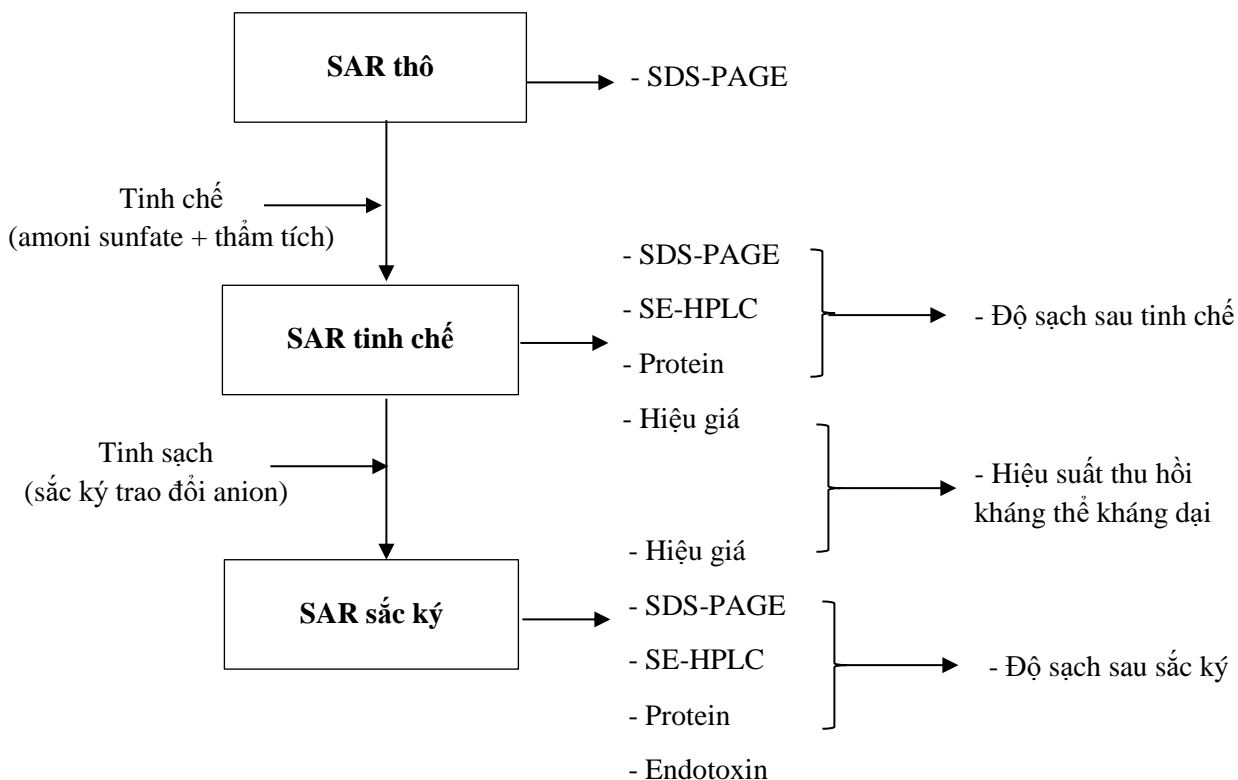 SAR thô
- SDS-PAGE
Tinh chế
(amoni sunfate + thẩm tích)
SAR tinh chế
- SDS-PAGE
- SE-HPLC
- Protein
- Hiệu giá
- Độ sạch sau tinh chế
Tinh sạch
(sắc ký trao đổi anion)
- Hiệu suất thu hồi
kháng thể kháng dại
SAR sắc ký
- Hiệu giá
- SDS-PAGE
- SE-HPLC
- Protein
- Endotoxin
- Độ sạch sau sắc ký